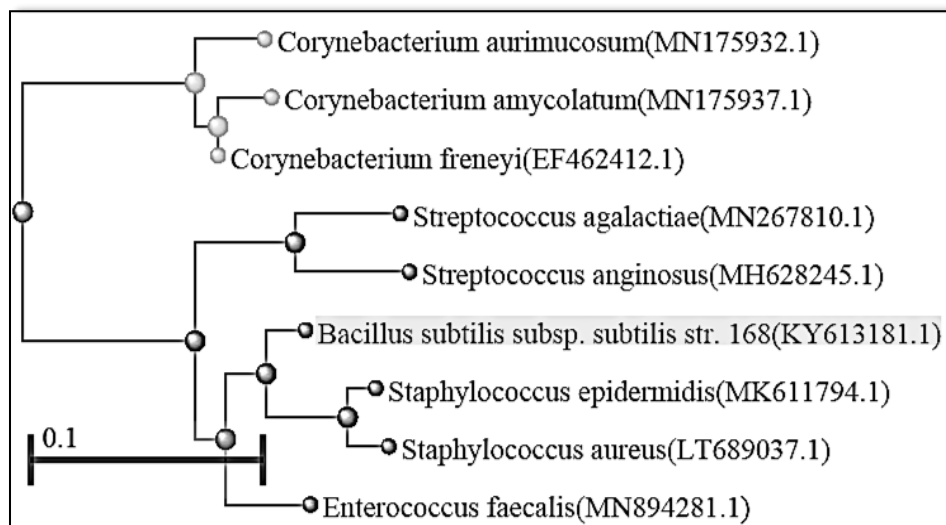 Corynebacterium aurimucosum(MN175932.1)
Corynebacterium amycolatum(MN175937.1)
Corynebacterium freneyi(EF462412.1)
Streptococcus agalactiae(MN267810.1)
Streptococcus anginosus(MH628245.1)
Bacillus subtilis subsp. subtilis str. 168(KY613181.1)
Staphylococcus epidermidis(MK611794.1)
0.1
Staphylococcus aureus(LT689037.1)
Enterococcus faecalis(MN894281.1)